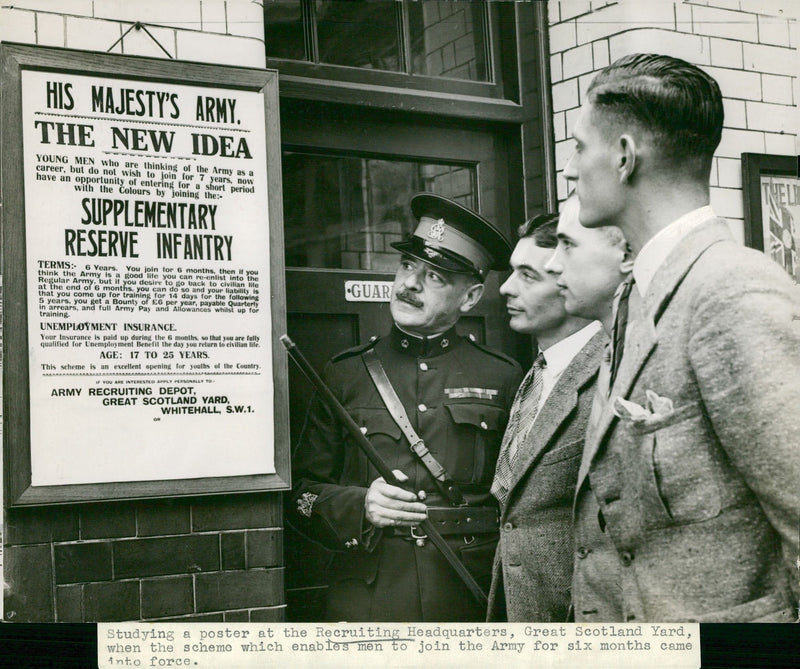 HIS MAJESTY'S ARMY.
THE NEW IDEA
YOUNG MEN who are thinking of the Army as a
career, but do not wish to join for 7 years, now
have an opportunity of entering for a short period
with the Colours by joining the:-
SUPPLEMENTARY
RESERVE INFANTRY
TERMS:- 6 Years. You join for 6 months, then if you
think the Army is a good life you can re-enlist into the
Regular Army, but if you desire to go back to civilian life
at the end of 6 months, you can do so and your liability is
that you come up for training for 14 days for the following
5 years, you get a Bounty of £6 per year, payable Quarterly
in arrears, and full Army Pay and Allowances whilst up for
training.
UNEMPLOYMENT INSURANCE.
Your Insurance is paid up during the 6 months, so that you are fully
qualified for Unemployment Benefit the day you return to civilian life.
AGE: 17 TO 25 YEARS.
This scheme is an excellent opening for youths of the Country.
IF YOU ARE INTERESTED APPLY PERSONALLY TO:-
ARMY RECRUITING DEPOT,
GREAT SCOTLAND YARD,
WHITEHALL, S.W.1.
OR
GUAR
THE L
Studying a poster at the Recruiting Headquarters, Great Scotland Yard,
when the scheme which enables men to join the Army for six months came
into force.